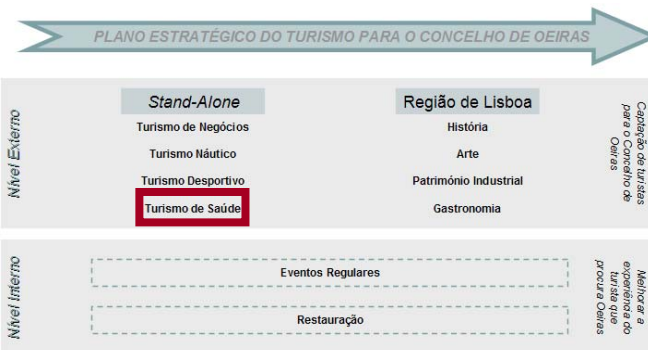 PLANO ESTRATÉGICO DO TURISMO PARA O CONCELHO DE OEIRAS
Nível Externo
Stand-Alone
Turismo de Negócios
Turismo Náutico
Turismo Desportivo
Turismo de Saúde
Região de Lisboa
História
Arte
Património Industrial
Gastronomia
Captação de turistas
para o Concelho de
Oeiras
Nível Interno
Eventos Regulares
Restauração
Melhorar a
experiência do
turista que
procura Oeiras